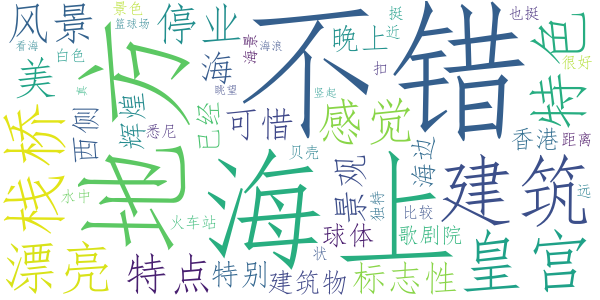 风景
景色
篮球场
停业
不错
晚上
挺
也挺
近
色
很好
看海
白色
美
海
海景
海浪
扫
眺望
特
栈桥
真
地方
西侧
辉煌
悉尼
已经
可惜
竖起
感觉
香港
距离
贝壳
海上
景观
海边
建筑
远
水中
火车站
独特
比较
漂亮
特点
特别
球体
歌剧院
状
建筑物
标志性
皇宫